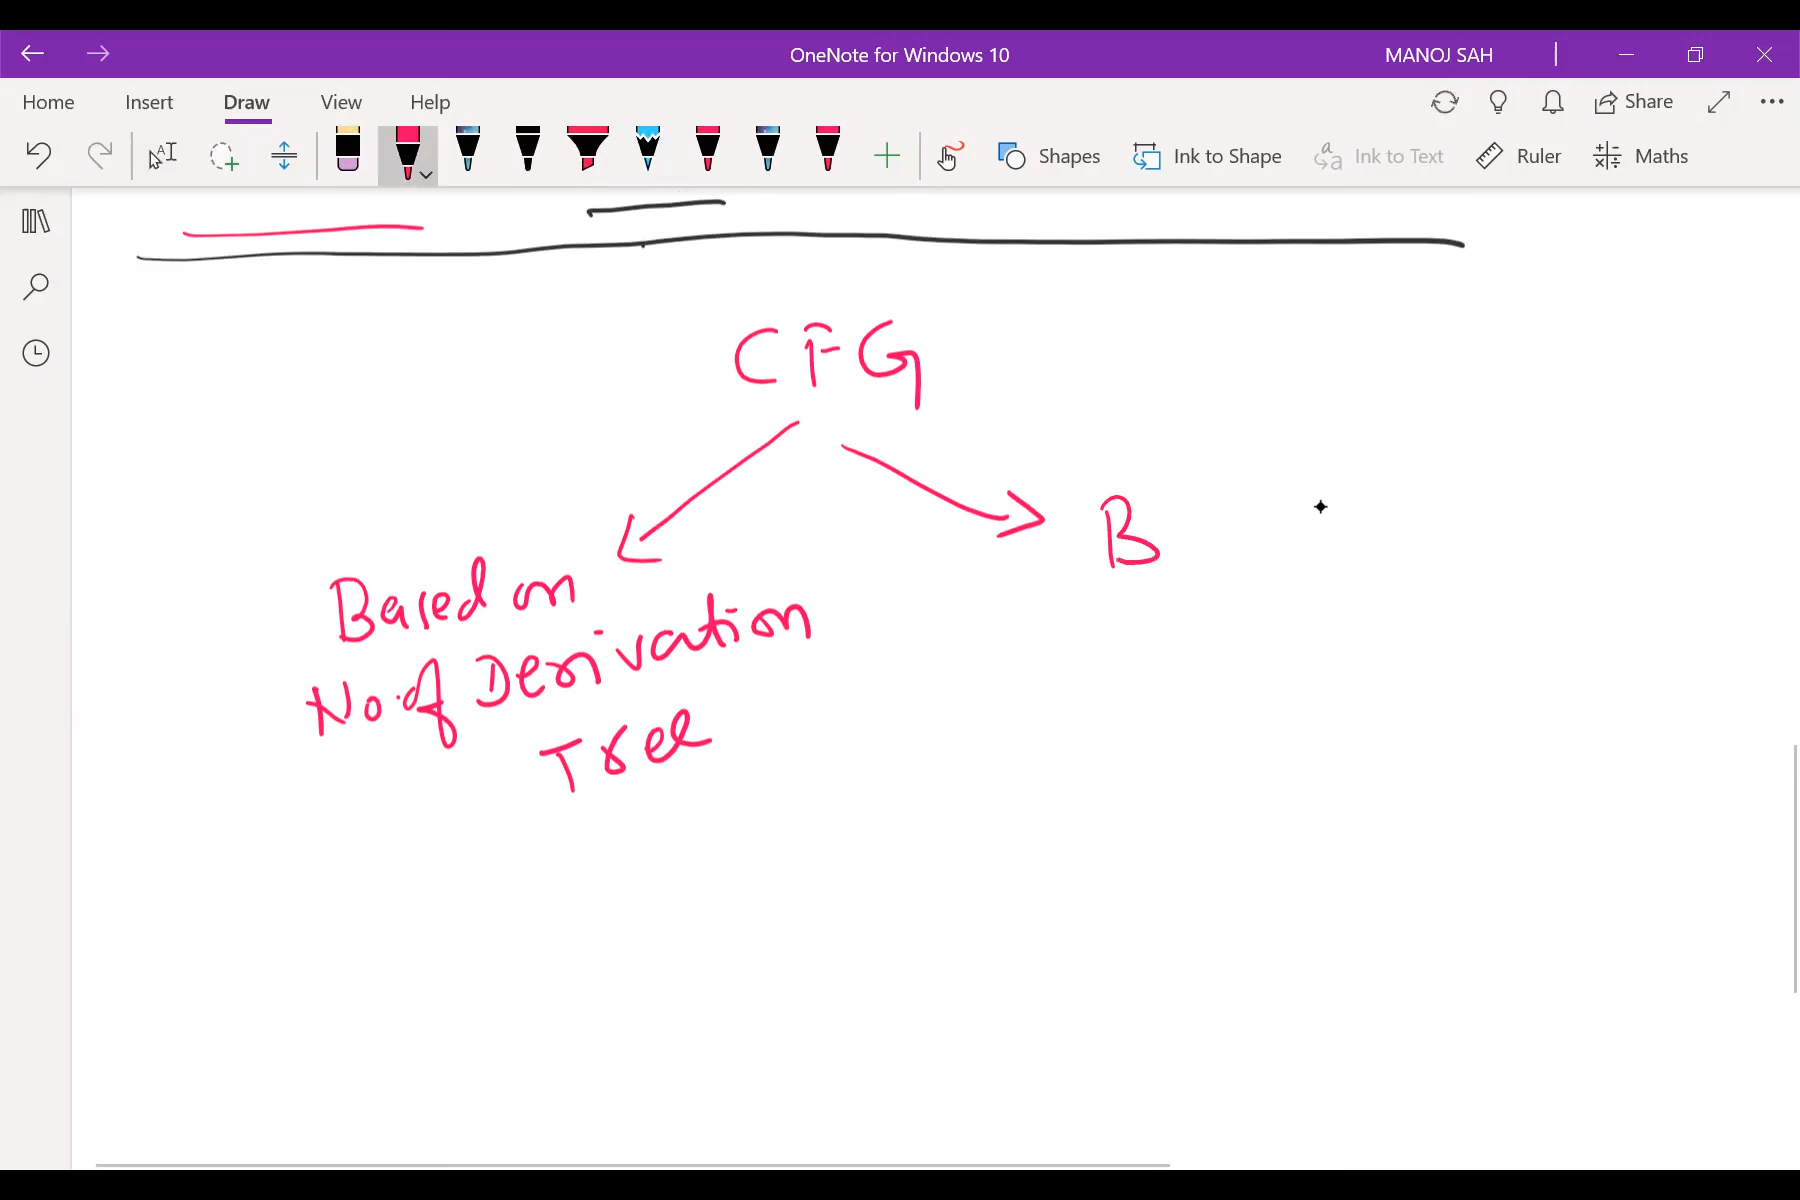 OneNote for Windows 10
MANOJ SAH
Home Insert Draw View Help
Share
Shapes Ink to Shape Ink to Text Ruler Maths
CFG
B
Based on
No. of Derivation
Tree